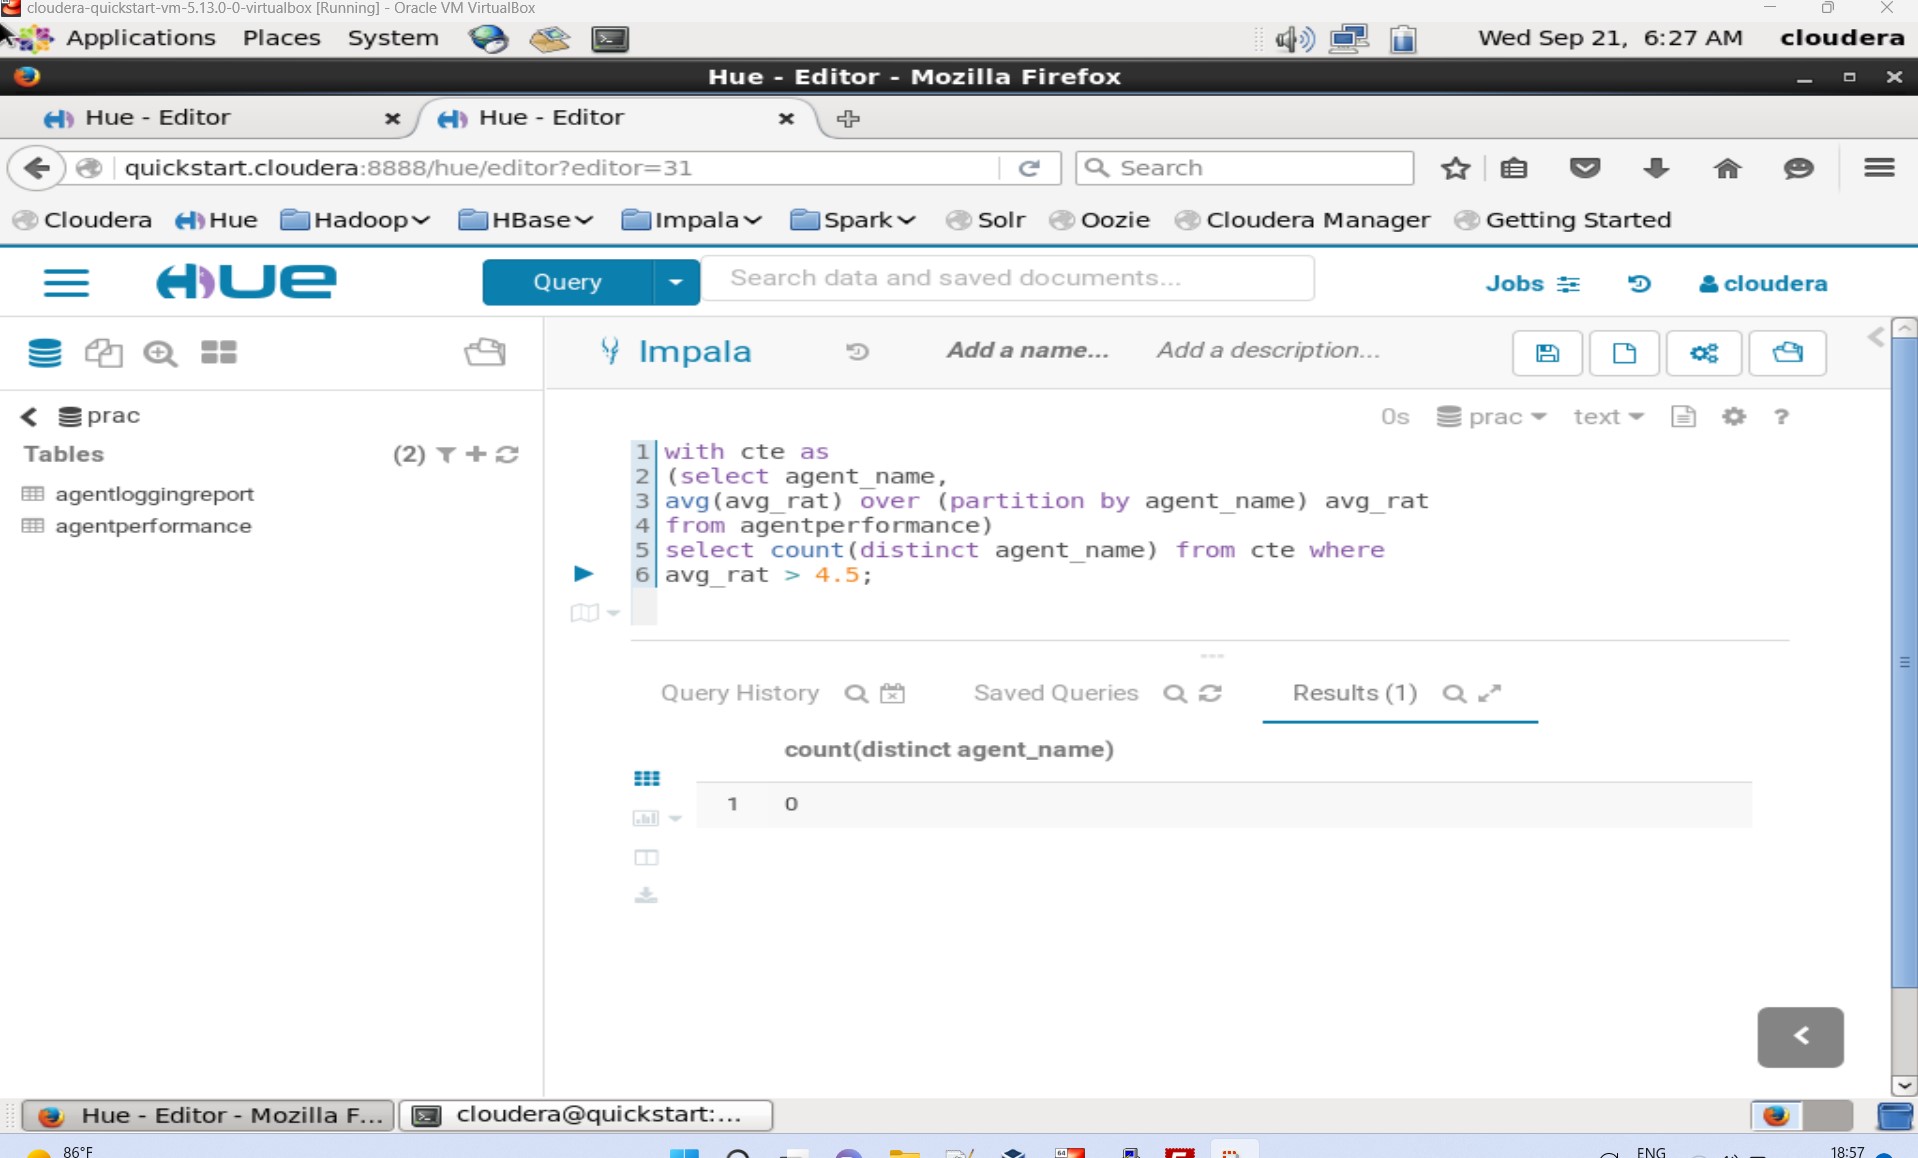 cloudera-quickstart-vm-5.13.0-0-virtualbox [Running] - Oracle VM VirtualBox
Applications Places System Wed Sep 21, 6:27 AM cloudera
Hue - Editor - Mozilla Firefox
Hue - Editor Hue - Editor
quickstart.cloudera:8888/hue/editor?editor=31 Search
Cloudera Hue Hadoop HBase Impala Spark Solr Oozie Cloudera Manager Getting Started
HUE Query Search data and saved documents... Jobs cloudera
Impala Add a name... Add a description...
prac 0s prac text ?
Tables (2)
agentloggingreport
agentperformance
1 with cte as
2 (select agent_name,
3 avg(avg_rat) over (partition by agent_name) avg_rat
4 from agentperformance)
5 select count(distinct agent_name) from cte where
6 avg_rat > 4.5;
Query History Saved Queries Results (1)
count(distinct agent_name)
1 0
Hue - Editor - Mozilla F... cloudera@quickstart:...
86°F 64 ENG 18:57